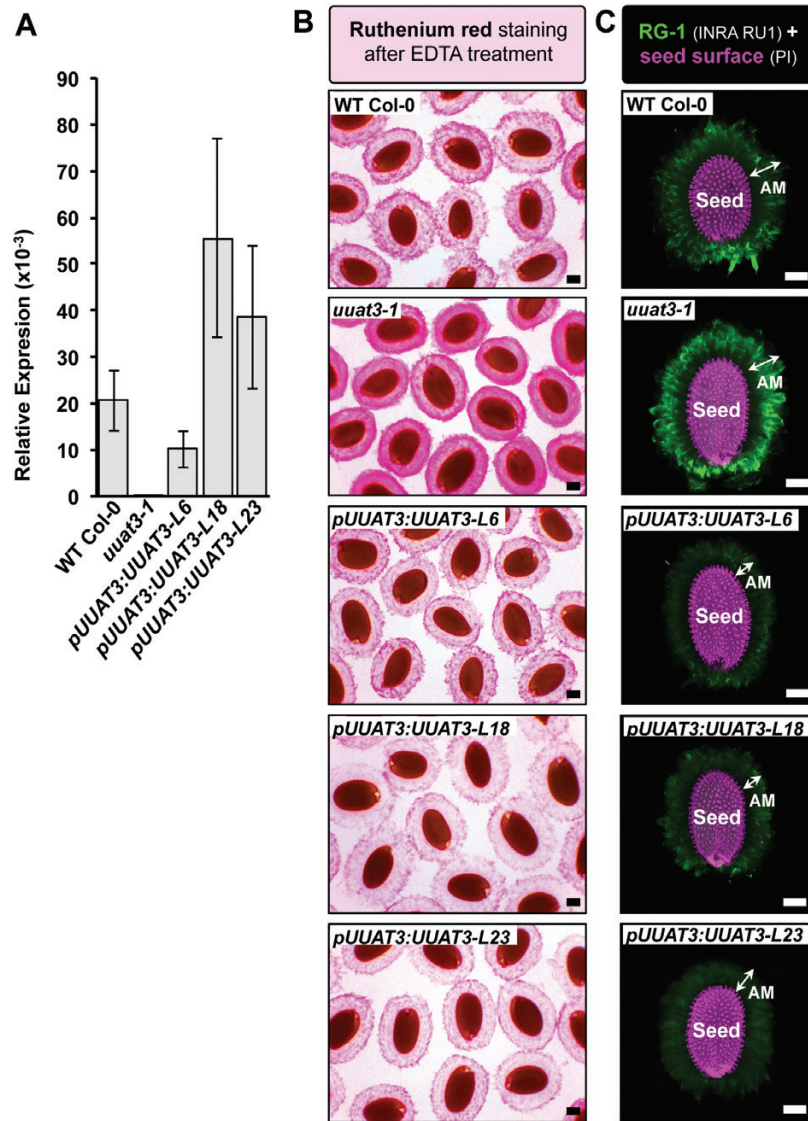 A
Relative Expresion (x10-3)
90
80
70
60
50
40
30
20
10
0
WT Col-0
uuat3-1
pUUAT3:UUAT3-L6
pUUAT3:UUAT3-L18
pUUAT3:UUAT3-L23
B
Ruthenium red staining
after EDTA treatment
WT Col-0
uuat3-1
pUUAT3:UUAT3-L6
pUUAT3:UUAT3-L18
pUUAT3:UUAT3-L23
C
RG-1 (INRA RU1) +
seed surface (PI)
WT Col-0
Seed
AM
uuat3-1
Seed
AM
pUUAT3:UUAT3-L6
Seed
AM
pUUAT3:UUAT3-L18
Seed
AM
pUUAT3:UUAT3-L23
Seed
AM